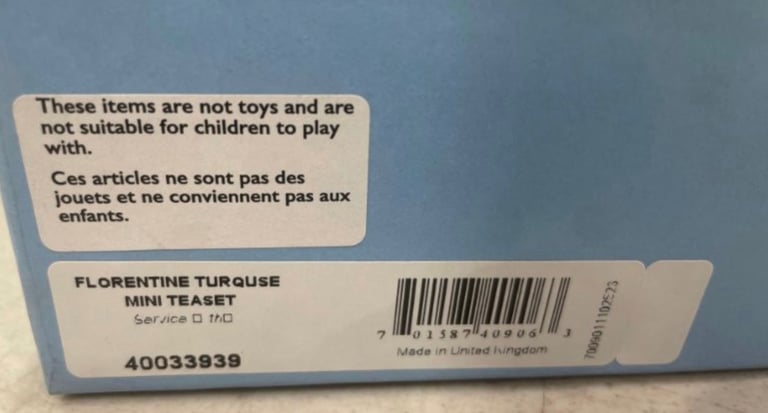 These items are not toys and are
not suitable for children to play
with.
Ces articles ne sont pas des
jouets et ne conviennent pas aux
enfants.
FLORENTINE TURQUSE
MINI TEASET
Service □ th□
40033939
7 01587 40906 3
Made in United Kingdom